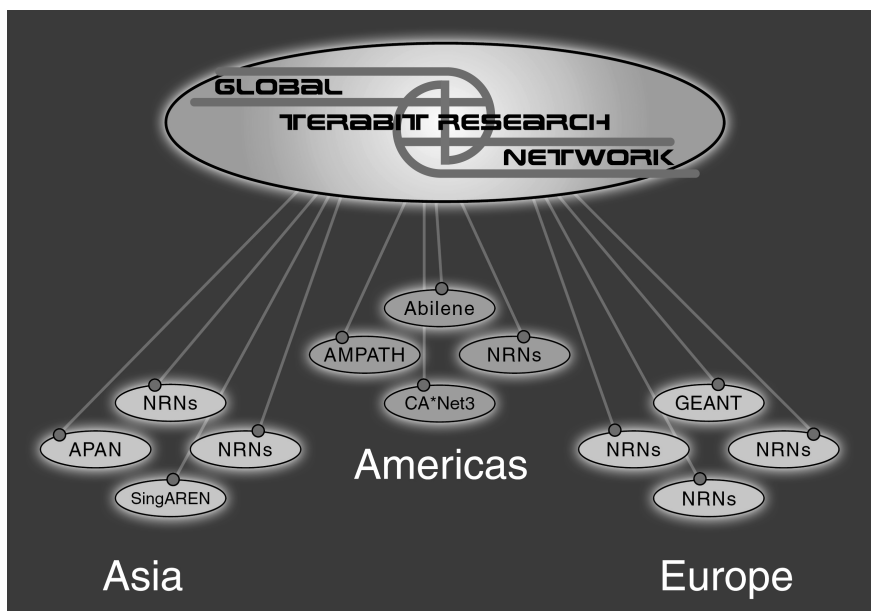 GLOBAL
TERABIT RESEARCH
NETWORK
Abilene
AMPATH
NRNs
CA*Net3
Americas
NRNs
APAN
NRNs
SingAREN
Asia
GEANT
NRNs
NRNs
NRNs
Europe